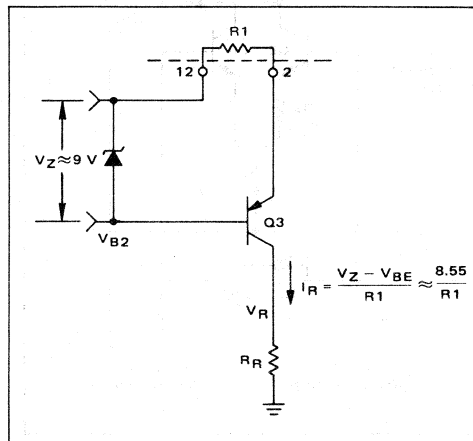 R1
12
2
VZ≈9 V
Q3
VB2
IR = VZ − VBE / R1 ≈ 8.55 / R1
VR
RR